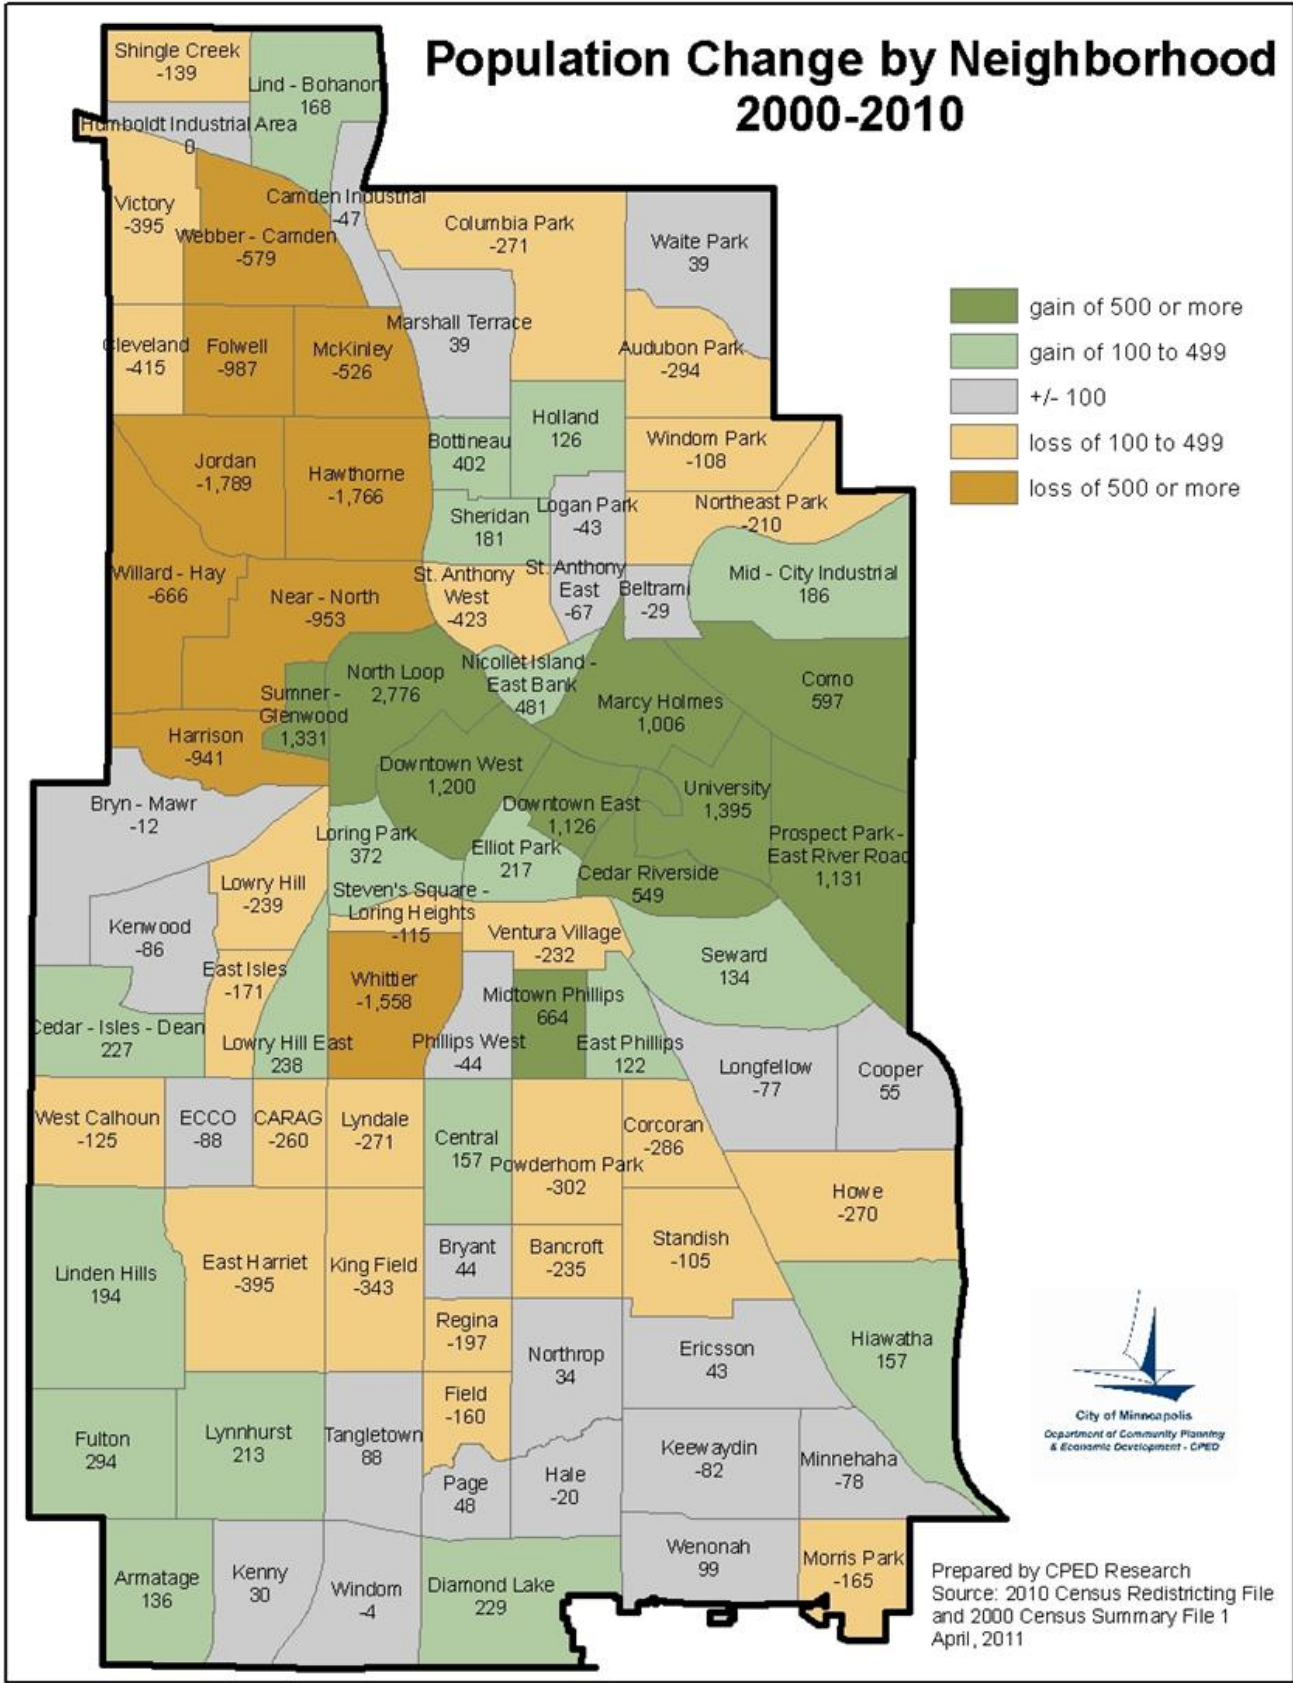 Population Change by Neighborhood
2000-2010
Shingle Creek
-139
Lind - Bohanon
168
Humboldt Industrial Area
0
Victory
-395
Webber - Camden
-579
Camden Industrial
-47
Columbia Park
-271
Waite Park
39
Cleveland
-415
Folwell
-987
McKinley
-526
Marshall Terrace
39
Audubon Park
-294
gain of 500 or more
gain of 100 to 499
+/- 100
loss of 100 to 499
loss of 500 or more
Jordan
-1,789
Hawthorne
-1,766
Bottineau
402
Holland
126
Windom Park
-108
Sheridan
181
Logan Park
-43
Northeast Park
-210
Willard - Hay
-666
Near - North
-953
St. Anthony
West
-423
St. Anthony
East
-67
Beltrami
-29
Mid - City Industrial
186
Sumner -
Glenwood
1,331
North Loop
2,776
Nicollet Island -
East Bank
481
Marcy Holmes
1,006
Como
597
Harrison
-941
Downtown West
1,200
Downtown East
1,126
University
1,395
Prospect Park -
East River Road
1,131
Bryn - Mawr
-12
Loring Park
372
Elliot Park
217
Cedar Riverside
549
Lowry Hill
-239
Steven's Square -
Loring Heights
-115
Kenwood
-86
Ventura Village
-232
Seward
134
East Isles
-171
Whittier
-1,558
Midtown Phillips
664
Cedar - Isles - Dean
227
Lowry Hill East
238
Phillips West
-44
East Phillips
122
Longfellow
-77
Cooper
55
West Calhoun
-125
ECCO
-88
CARAG
-260
Lyndale
-271
Central
157
Powderhorn Park
-302
Corcoran
-286
Howe
-270
Linden Hills
194
East Harriet
-395
King Field
-343
Bryant
44
Bancroft
-235
Standish
-105
Regina
-197
Northrop
34
Ericsson
43
Hiawatha
157
Fulton
294
Lynnhurst
213
Tangletown
88
Field
-160
Page
48
Hale
-20
Keewaydin
-82
Minnehaha
-78
Armatage
136
Kenny
30
Windom
-4
Diamond Lake
229
Wenonah
99
Morris Park
-165
City of Minneapolis
Department of Community Planning
& Economic Development - CPED
Prepared by CPED Research
Source: 2010 Census Redistricting File
and 2000 Census Summary File 1
April, 2011